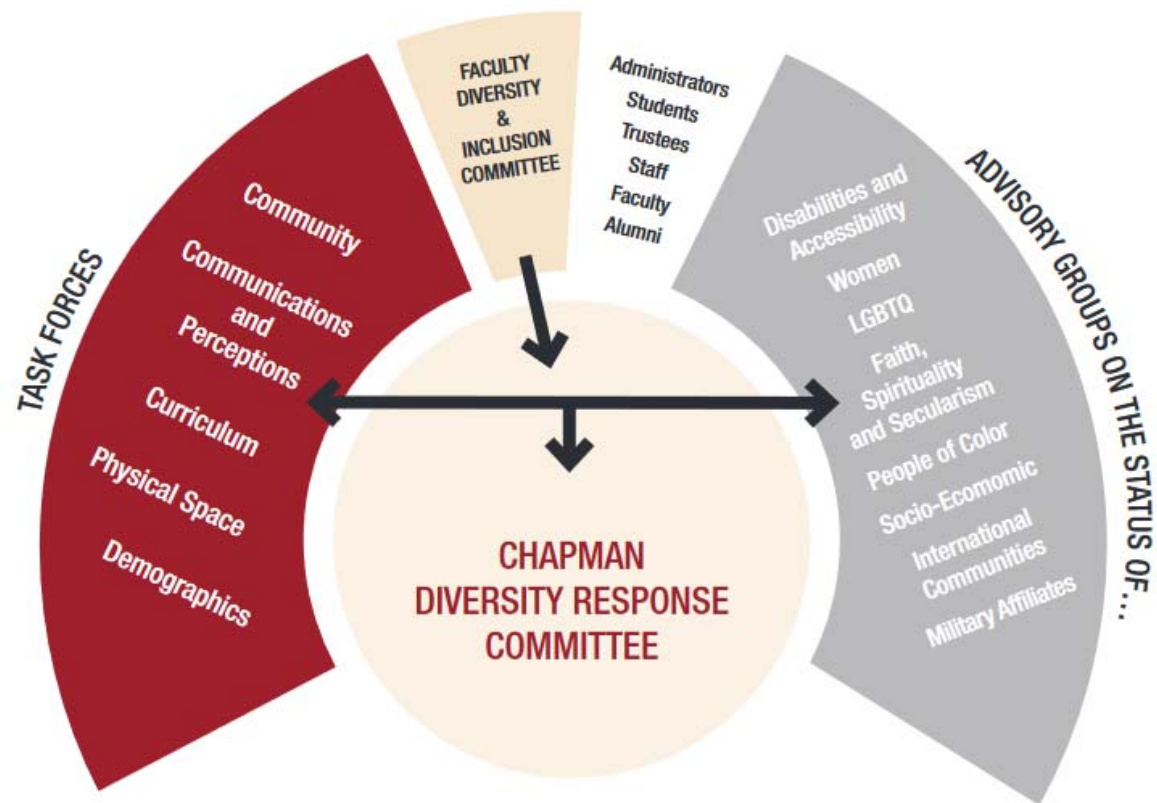 TASK FORCES
Community
Communications
and
Perceptions
Curriculum
Physical Space
Demographics
FACULTY
DIVERSITY
&
INCLUSION
COMMITTEE
Administrators
Students
Trustees
Staff
Faculty
Alumni
ADVISORY GROUPS ON THE STATUS OF...
Disabilities and
Accessibility
Women
LGBTQ
Faith,
Spirituality
and Secularism
People of Color
Socio-Ecomomic
International
Communities
Military Affiliates
CHAPMAN
DIVERSITY RESPONSE
COMMITTEE